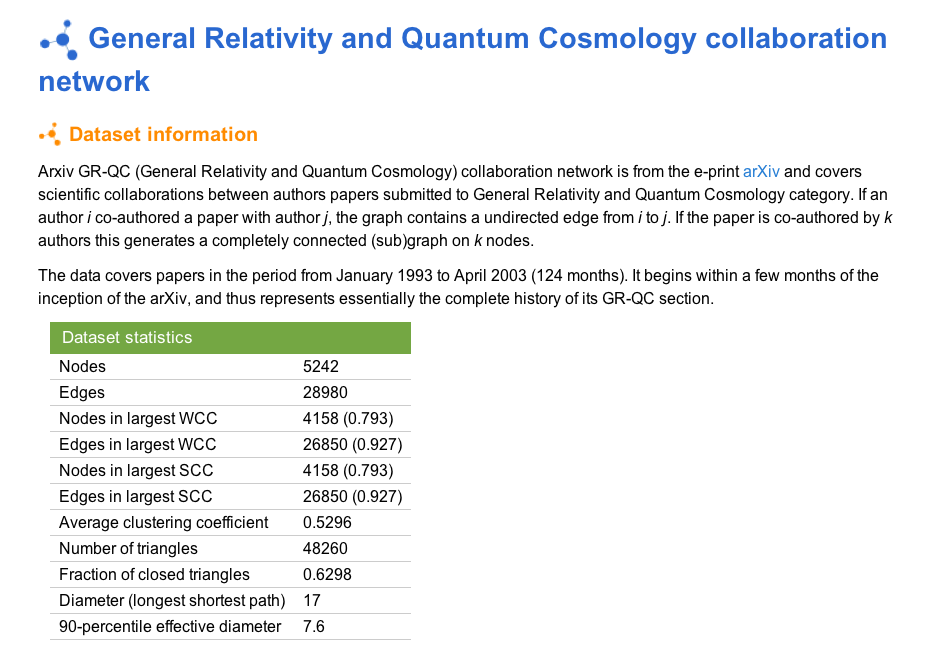 General Relativity and Quantum Cosmology collaboration
network
Dataset information
Arxiv GR-QC (General Relativity and Quantum Cosmology) collaboration network is from the e-print arXiv and covers
scientific collaborations between authors papers submitted to General Relativity and Quantum Cosmology category. If an
author i co-authored a paper with author j, the graph contains a undirected edge from i to j. If the paper is co-authored by k
authors this generates a completely connected (sub)graph on k nodes.
The data covers papers in the period from January 1993 to April 2003 (124 months). It begins within a few months of the
inception of the arXiv, and thus represents essentially the complete history of its GR-QC section.
Dataset statistics
Nodes 5242
Edges 28980
Nodes in largest WCC 4158 (0.793)
Edges in largest WCC 26850 (0.927)
Nodes in largest SCC 4158 (0.793)
Edges in largest SCC 26850 (0.927)
Average clustering coefficient 0.5296
Number of triangles 48260
Fraction of closed triangles 0.6298
Diameter (longest shortest path) 17
90-percentile effective diameter 7.6